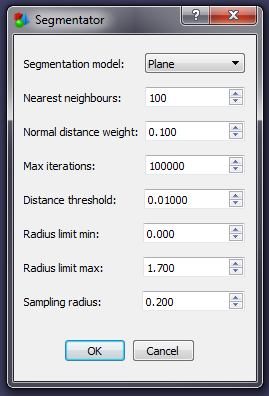 Segmentator
Segmentation model: Plane
Nearest neighbours: 100
Normal distance weight: 0.100
Max iterations: 100000
Distance threshold: 0.01000
Radius limit min: 0.000
Radius limit max: 1.700
Sampling radius: 0.200
OK Cancel